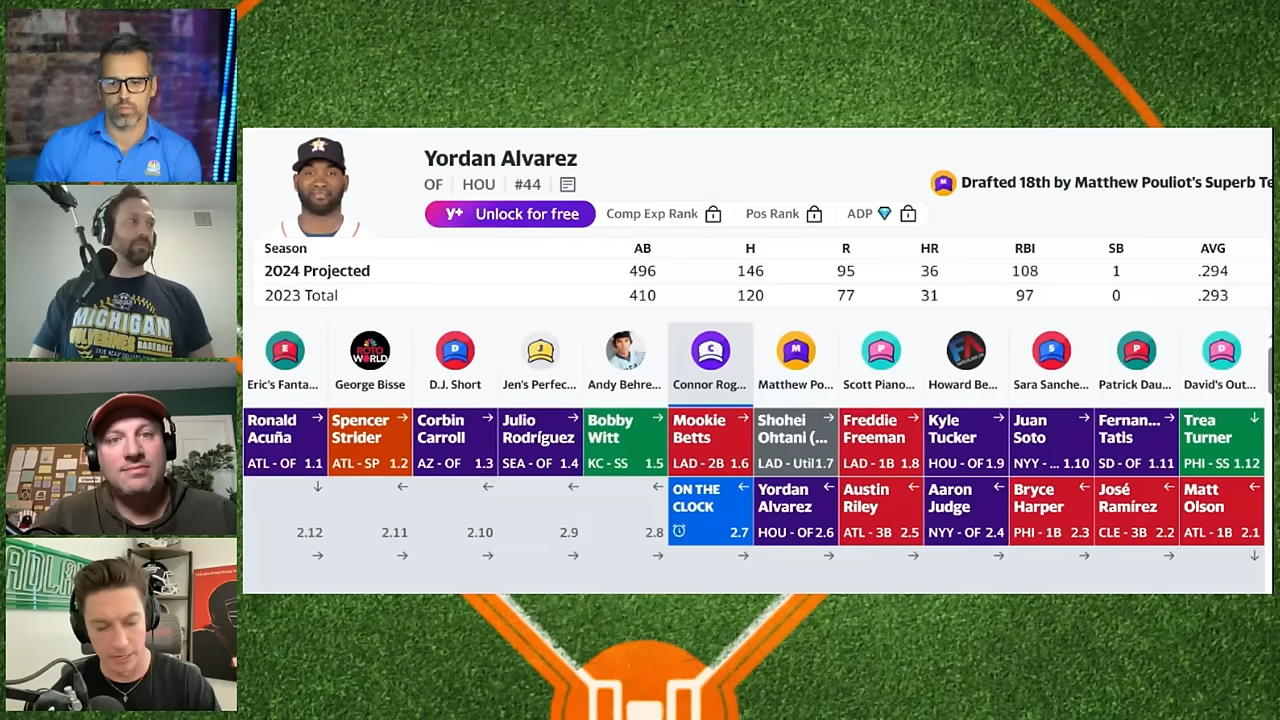 Yordan Alvarez
OF HOU #44
Drafted 18th by Matthew Pouliot's Superb Te
y+ Unlock for free Comp Exp Rank Pos Rank ADP
Season AB H R HR RBI SB AVG
2024 Projected 496 146 95 36 108 1 .294
2023 Total 410 120 77 31 97 0 .293
E ROTO WORLD D J C M P FA S P D
Eric's Fanta... George Bisse D.J. Short Jen's Perfec... Andy Behre... Connor Rog... Matthew Po... Scott Piano... Howard Be... Sara Sanche... Patrick Dau... David's Out...
Ronald Spencer Corbin Julio Bobby Mookie Shohei Freddie Kyle Juan Fernan... Trea
Acuña Strider Carroll Rodríguez Witt Betts Ohtani (... Freeman Tucker Soto Tatis Turner
ATL - OF 1.1 ATL - SP 1.2 AZ - OF 1.3 SEA - OF 1.4 KC - SS 1.5 LAD - 2B 1.6 LAD - Util1.7 LAD - 1B 1.8 HOU - OF1.9 NYY - ... 1.10 SD - OF 1.11 PHI - SS 1.12
ON THE Yordan Austin Aaron Bryce José Matt
CLOCK Alvarez Riley Judge Harper Ramírez Olson
2.12 2.11 2.10 2.9 2.8 2.7 HOU - OF2.6 ATL - 3B 2.5 NYY - OF 2.4 PHI - 1B 2.3 CLE - 3B 2.2 ATL - 1B 2.1
MICHIGAN
WOLVERINES BASEBALL